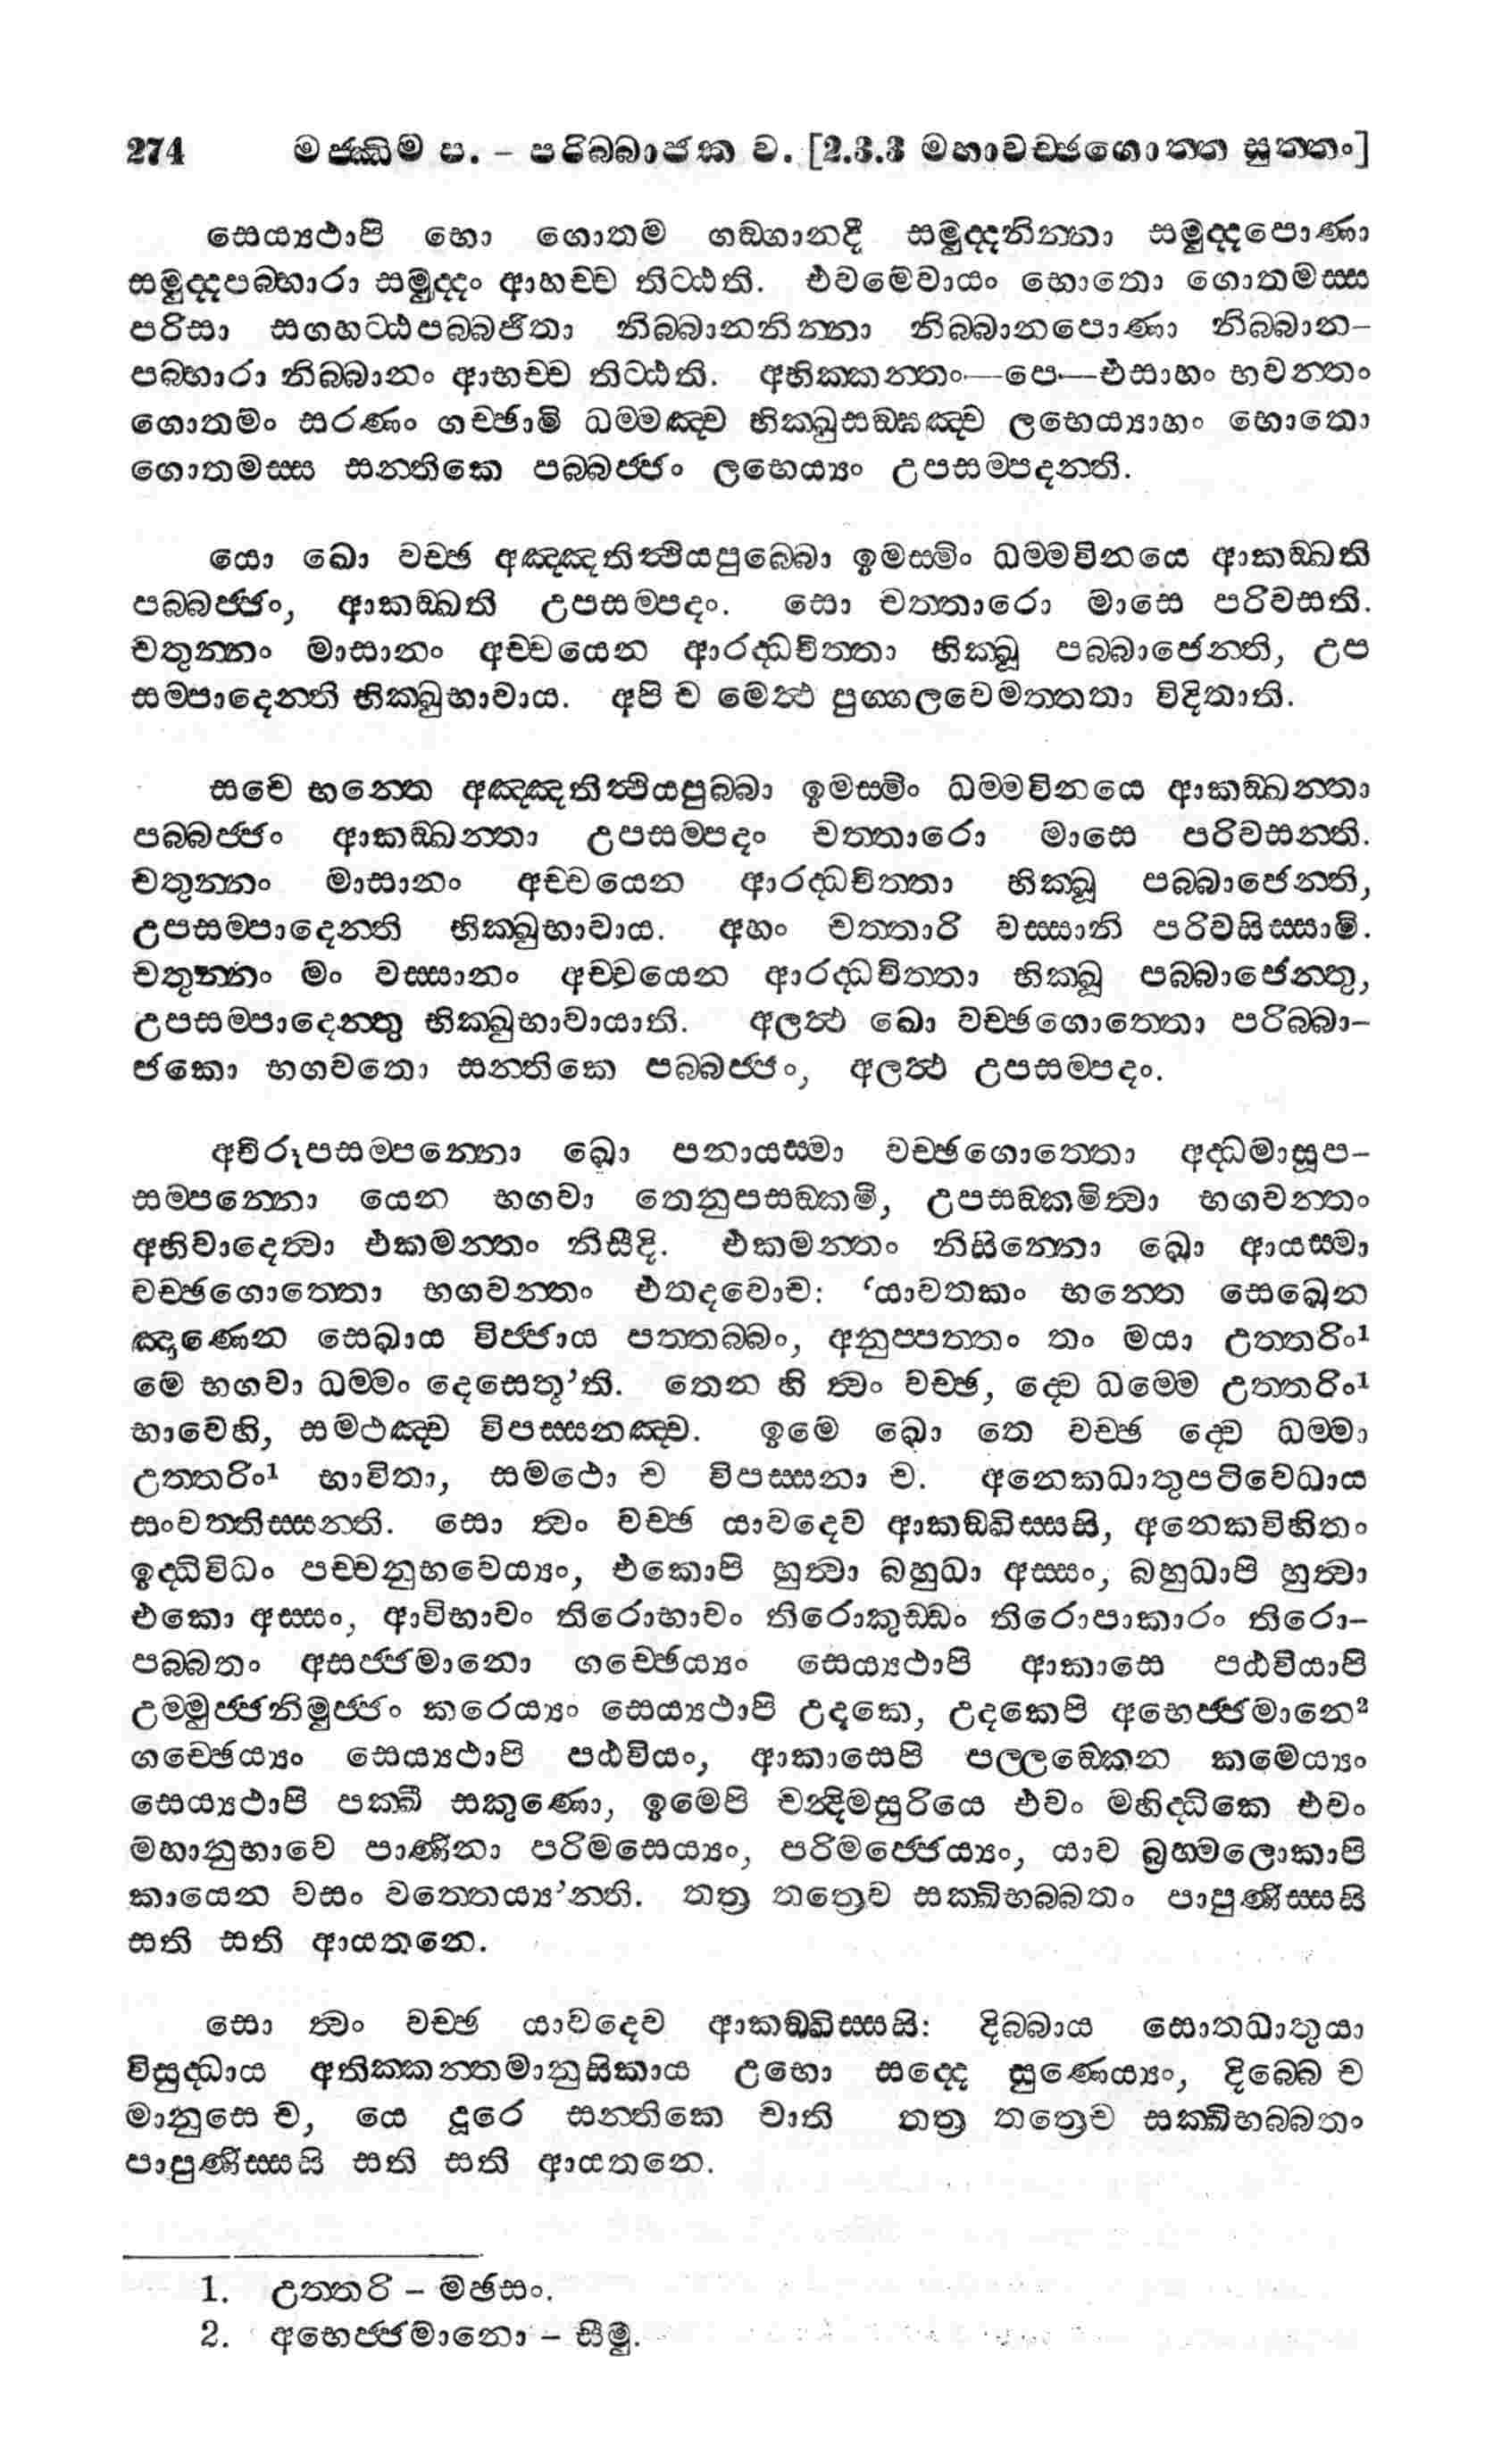 274 මජ්ඣිම ප. – පරිබ්බාජක ව. [2.3.3 මහාවච්ඡගොත්ත සුත්තං]
සෙය්‍යථාපි භො ගොතම ගඞ්ගානදී සමුද්දනින්නා සමුද්දපොණා
සමුද්දපබ්භාරා සමුද්දං ආහච්ච තිට්ඨති. එවමේවායං භොතො ගොතමස්ස
පරිසා සගහට්ඨපබ්බජිතා නිබ්බානනින්නා නිබ්බානපොණා නිබ්බාන–
පබ්භාරා නිබ්බානං ආභච්ච තිට්ඨති. අභික්කන්තං—පෙ—එසාහං භවන්තං
ගොතමං සරණං ගච්ඡාමි ධම්මඤ්ච භික්ඛුසඞ්ඝඤ්ච ලභෙය්‍යාහං භොතො
ගොතමස්ස සන්තිකෙ පබ්බජ්ජං ලභෙය්‍යං උපසම්පදන්ති.
යො ඛො වච්ඡ අඤ්ඤතිත්ථියපුබ්බො ඉමස්මිං ධම්මවිනයෙ ආකඞ්ඛති
පබ්බජ්ජං, ආකඞ්ඛති උපසම්පදං. සො චත්තාරො මාසෙ පරිවසති.
චතුන්නං මාසානං අච්චයෙන ආරද්ධචිත්තා භික්ඛූ පබ්බාජෙන්ති, උප
සම්පාදෙන්ති භික්ඛුභාවාය. අපි ච මෙත්ථ පුග්ගලවෙමත්තතා විදිතාති.
සචෙ භන්තෙ අඤ්ඤතිත්ථියපුබ්බා ඉමස්මිං ධම්මවිනයෙ ආකඞ්ඛන්තා
පබ්බජ්ජං ආකඞ්ඛන්තා උපසම්පදං චත්තාරො මාසෙ පරිවසන්ති.
චතුන්නං මාසානං අච්චයෙන ආරද්ධචිත්තා භික්ඛූ පබ්බාජෙන්ති,
උපසම්පාදෙන්ති භික්ඛුභාවාය. අහං චත්තාරි වස්සානි පරිවසිස්සාමි.
චතුන්නං මං වස්සානං අච්චයෙන ආරද්ධචිත්තා භික්ඛූ පබ්බාජෙන්තු,
උපසම්පාදෙන්තු භික්ඛුභාවායාති. අලත්ථ ඛො වච්ඡගොත්තො පරිබ්බා–
ජකො භගවතො සන්තිකෙ පබ්බජ්ජං, අලත්ථ උපසම්පදං.
අචිරූපසම්පන්නො ඛො පනායස්මා වච්ඡගොත්තො අද්ධමාසූප–
සම්පන්නො යෙන භගවා තෙනුපසඞ්කමි, උපසඞ්කමිත්වා භගවන්තං
අභිවාදෙත්වා එකමන්තං නිසීදි. එකමන්තං නිසින්නො ඛො ආයස්මා
වච්ඡගොත්තො භගවන්තං එතදවොච: ‘යාවතකං භන්තෙ සෙඛෙන
ඤාණෙන සෙඛාය විජ්ජාය පත්තබ්බං, අනුප්පත්තං තං මයා උත්තරිං¹
මෙ භගවා ධම්මං දෙසෙතූ’ති. තෙන හි ත්වං වච්ඡ, ද්වෙ ධම්මෙ උත්තරිං¹
භාවෙහි, සමථඤ්ච විපස්සනඤ්ච. ඉමෙ ඛො තෙ වච්ඡ ද්වෙ ධම්මා
උත්තරිං¹ භාවිතා, සමථො ච විපස්සනා ච. අනෙකධාතුපටිවෙධාය
සංවත්තිස්සන්ති. සො ත්වං වච්ඡ යාවදෙව ආකඞ්ඛිස්සසි, අනෙකවිහිතං
ඉද්ධිවිධං පච්චනුභවෙය්‍යං, එකොපි හුත්වා බහුධා අස්සං, බහුධාපි හුත්වා
එකො අස්සං, ආවිභාවං තිරොභාවං තිරොකුඩ්ඩං තිරොපාකාරං තිරො–
පබ්බතං අසජ්ජමානො ගච්ඡෙය්‍යං සෙය්‍යථාපි ආකාසෙ පඨවියාපි
උම්මුජ්ජනිමුජ්ජං කරෙය්‍යං සෙය්‍යථාපි උදකෙ, උදකෙපි අභෙජ්ජමානෙ²
ගච්ඡෙය්‍යං සෙය්‍යථාපි පඨවියං, ආකාසෙපි පල්ලඞ්කෙන කමෙය්‍යං
සෙය්‍යථාපි පක්ඛී සකුණො, ඉමෙපි චන්දිමසුරියෙ එවං මහිද්ධිකෙ එවං
මහානුභාවෙ පාණිනා පරිමසෙය්‍යං, පරිමජ්ජෙය්‍යං, යාව බ්‍රහ්මලොකාපි
කායෙන වසං වත්තෙය්‍ය’න්ති. තත්‍ර තත්‍රෙව සක්ඛිභබ්බතං පාපුණිස්සසි
සති සති ආයතනෙ.
සො ත්වං වච්ඡ යාවදෙව ආකඞ්ඛිස්සසි: දිබ්බාය සොතධාතුයා
විසුද්ධාය අතික්කන්තමානුසිකාය උභො සද්දෙ සුණෙය්‍යං, දිබ්බෙ ච
මානුසෙ ච, යෙ දූරෙ සන්තිකෙ චාති තත්‍ර තත්‍රෙව සක්ඛිභබ්බතං
පාපුණිස්සසි සති සති ආයතනෙ.
1. උත්තරි – මඡසං.
2. අභෙජ්ජමානො – සීමු.